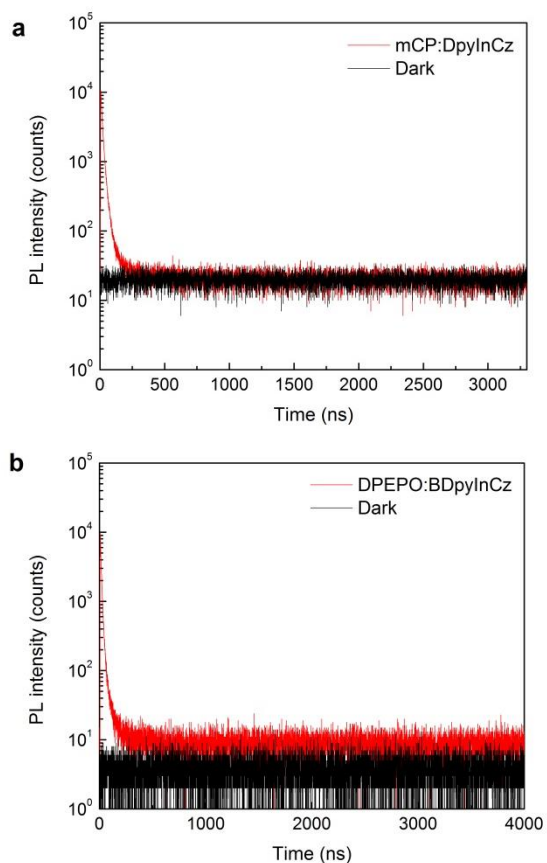 a
mCP:DpyInCz
Dark
10^5
10^4
10^3
10^2
10^1
10^0
PL intensity (counts)
0 500 1000 1500 2000 2500 3000
Time (ns)
b
DPEPO:BDpyInCz
Dark
10^5
10^4
10^3
10^2
10^1
10^0
PL intensity (counts)
0 1000 2000 3000 4000
Time (ns)